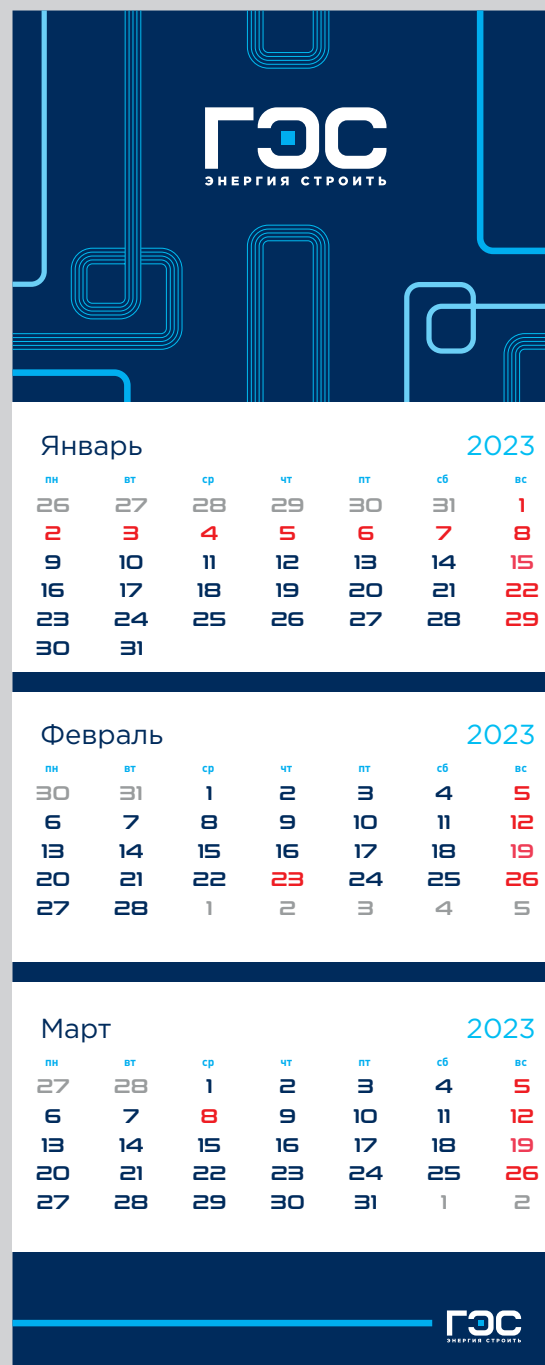 ГЭС
ЭНЕРГИЯ СТРОИТЬ
Январь 2023
пн вт ср чт пт сб вс
26 27 28 29 30 31 1
2 3 4 5 6 7 8
9 10 11 12 13 14 15
16 17 18 19 20 21 22
23 24 25 26 27 28 29
30 31
Февраль 2023
пн вт ср чт пт сб вс
30 31 1 2 3 4 5
6 7 8 9 10 11 12
13 14 15 16 17 18 19
20 21 22 23 24 25 26
27 28 1 2 3 4 5
Март 2023
пн вт ср чт пт сб вс
27 28 1 2 3 4 5
6 7 8 9 10 11 12
13 14 15 16 17 18 19
20 21 22 23 24 25 26
27 28 29 30 31 1 2
ГЭС
ЭНЕРГИЯ СТРОИТЬ